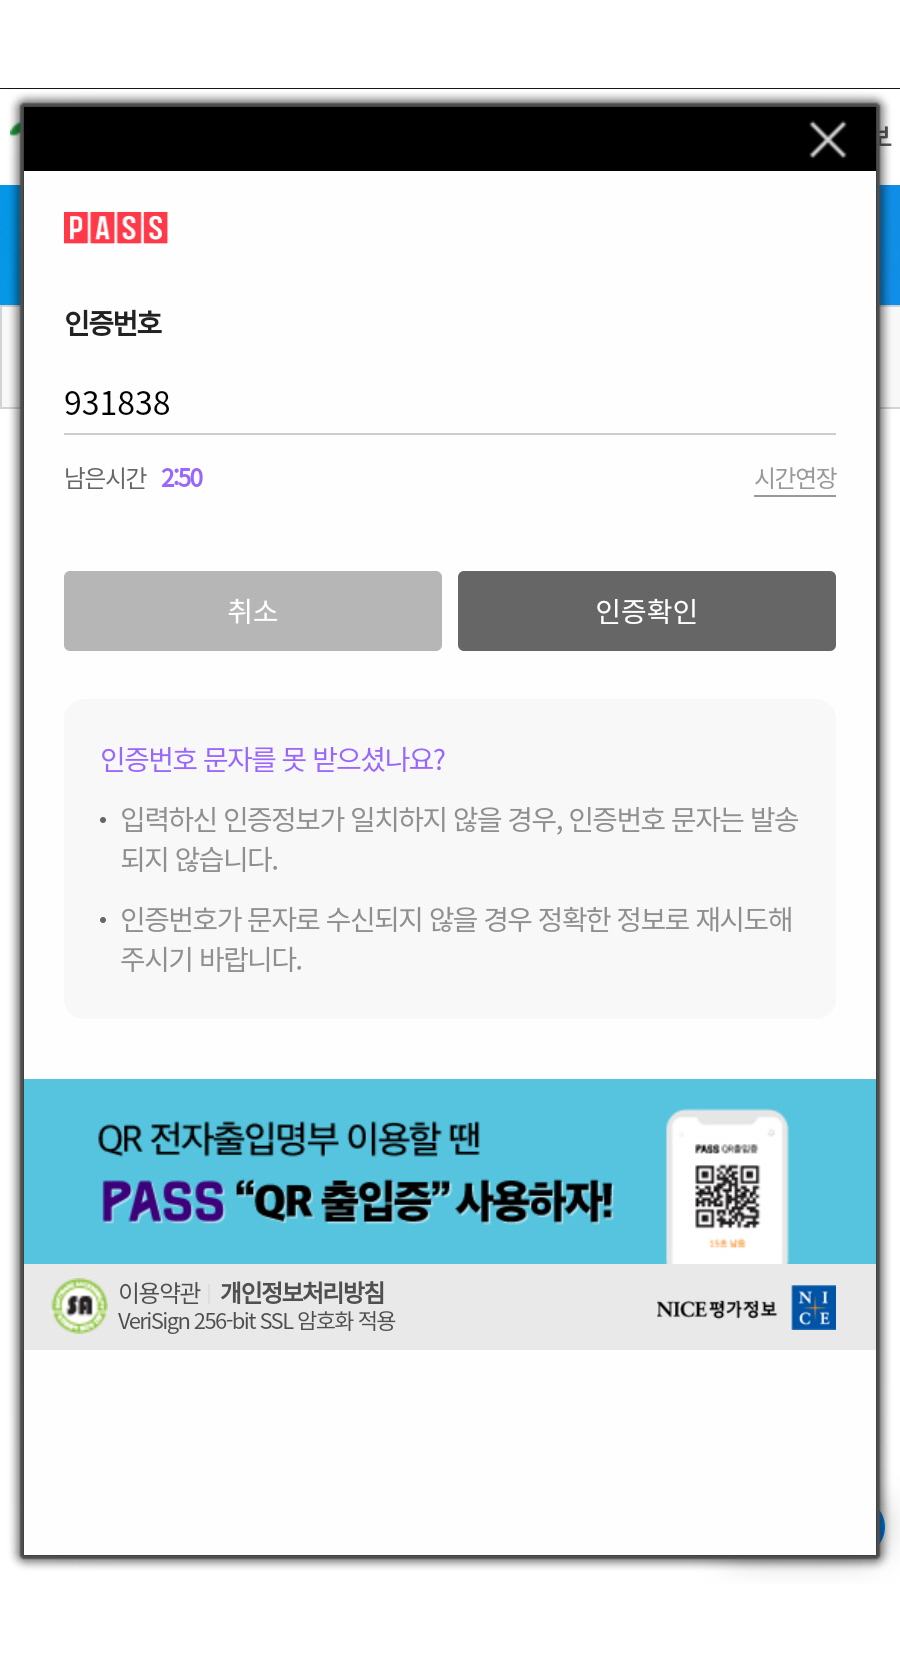 보
PASS
인증번호
931838
남은시간 2:50 시간연장
취소 인증확인
인증번호 문자를 못 받으셨나요?
• 입력하신 인증정보가 일치하지 않을 경우, 인증번호 문자는 발송
되지 않습니다.
• 인증번호가 문자로 수신되지 않을 경우 정확한 정보로 재시도해
주시기 바랍니다.
QR 전자출입명부 이용할 땐
PASS “QR 출입증” 사용하자!
PASS QR출입증
15초 남음
SA
이용약관 | 개인정보처리방침
VeriSign 256-bit SSL 암호화 적용
NICE평가정보
NI
CE